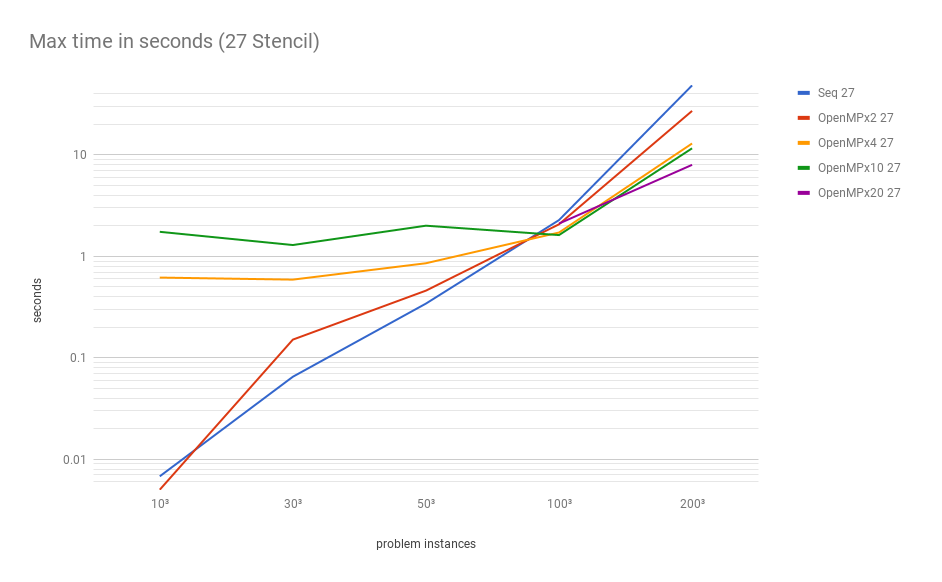 Max time in seconds (27 Stencil)
Seq 27
OpenMPx2 27
OpenMPx4 27
OpenMPx10 27
OpenMPx20 27
10
1
0.1
0.01
seconds
10³ 30³ 50³ 100³ 200³
problem instances